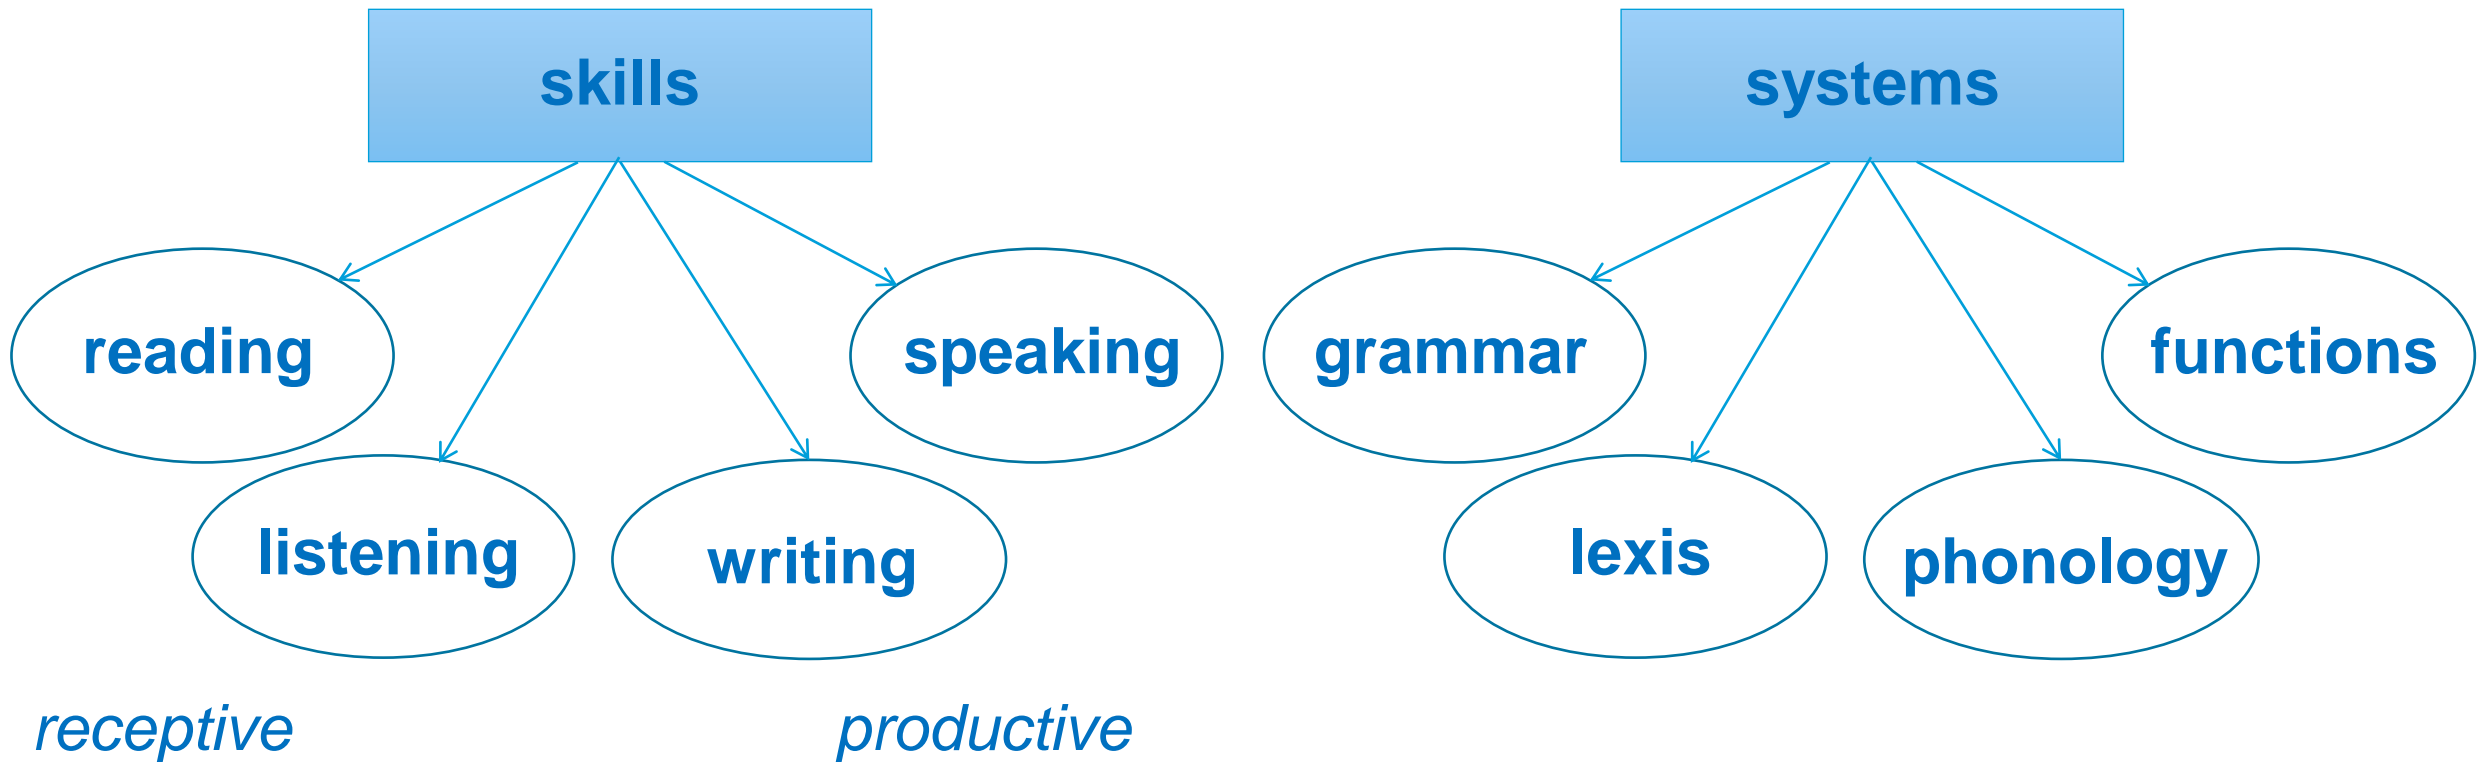 skills
systems
reading
speaking
grammar
functions
listening
writing
lexis
phonology
receptive
productive